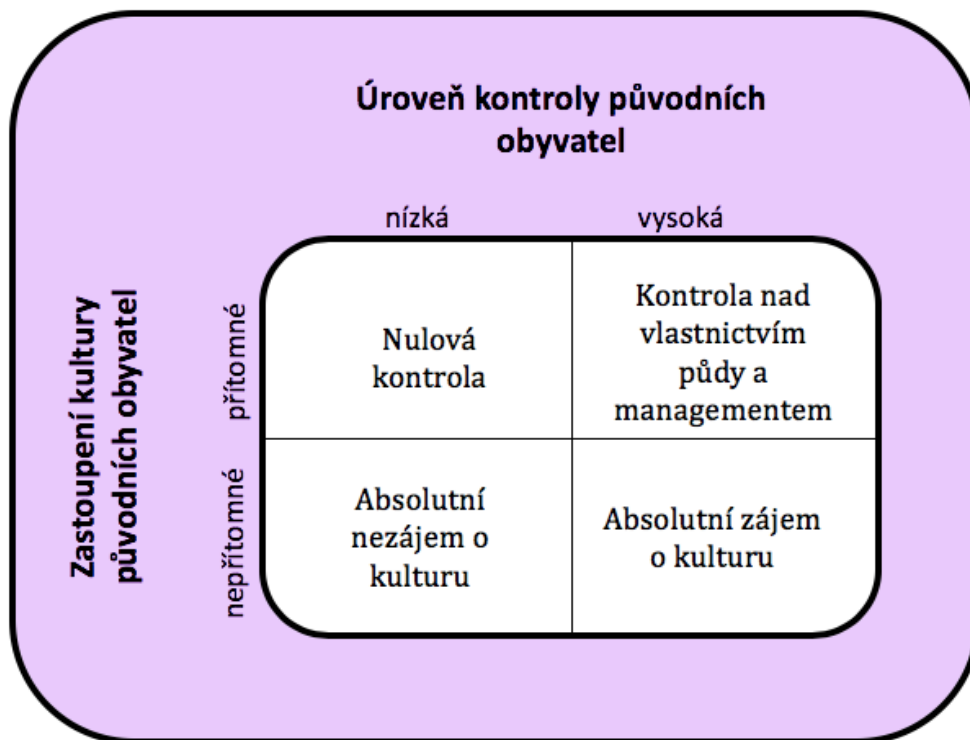 Úroveň kontroly původních
obyvatel
nízká
vysoká
Zastoupení kultury
původních obyvatel
přítomné
Nulová
kontrola
Kontrola nad
vlastnictvím
půdy a
managementem
nepřítomné
Absolutní
nezájem o
kulturu
Absolutní zájem
o kulturu